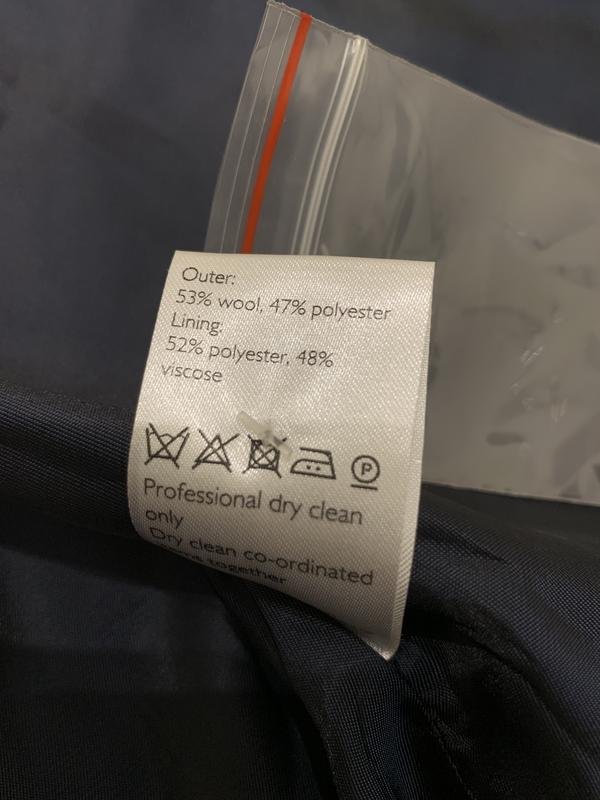 Outer:
53% wool, 47% polyester
Lining:
52% polyester, 48%
viscose
P
Professional dry clean
only
Dry clean co-ordinated
items together